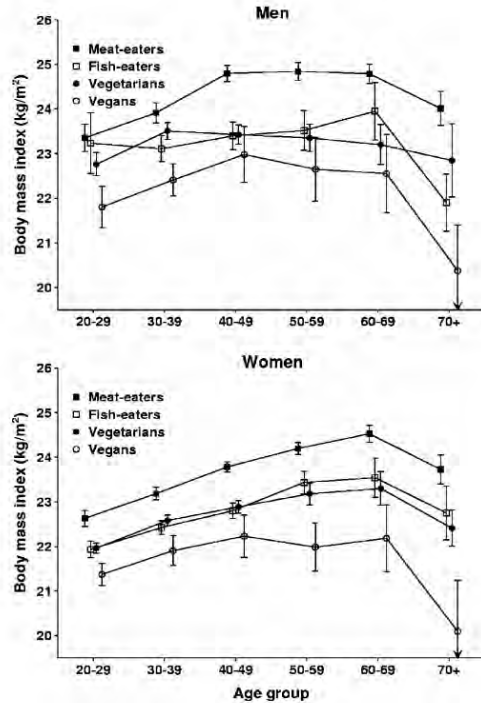 Men
26
25
24
23
22
21
20
Body mass index (kg/m²)
Meat-eaters
Fish-eaters
Vegetarians
Vegans
20-29 30-39 40-49 50-59 60-69 70+
Women
26
25
24
23
22
21
20
Body mass index (kg/m²)
Meat-eaters
Fish-eaters
Vegetarians
Vegans
20-29 30-39 40-49 50-59 60-69 70+
Age group